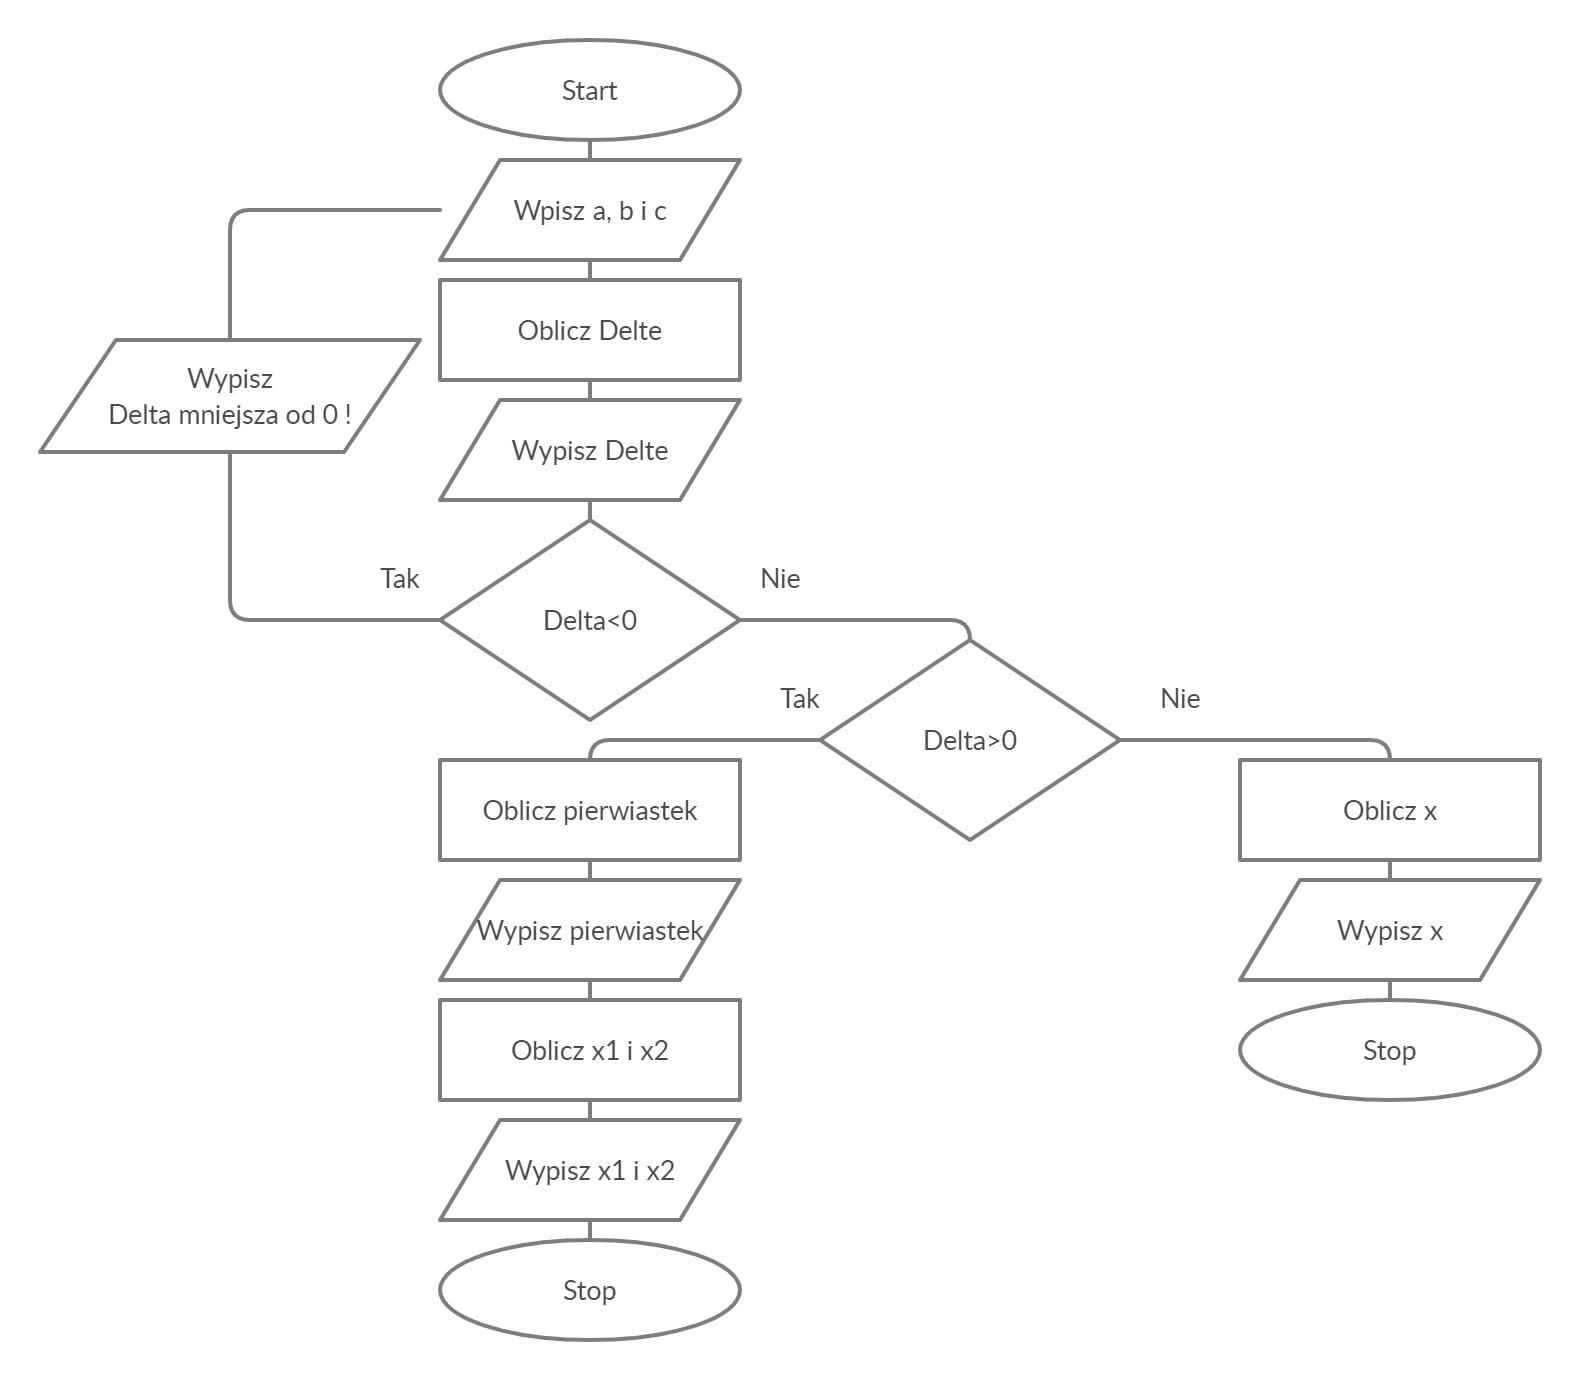 Start
Wpisz a, b i c
Oblicz Delte
Wypisz
Delta mniejsza od 0 !
Wypisz Delte
Tak
Nie
Delta<0
Tak
Nie
Delta>0
Oblicz pierwiastek
Oblicz x
Wypisz pierwiastek
Wypisz x
Oblicz x1 i x2
Stop
Wypisz x1 i x2
Stop